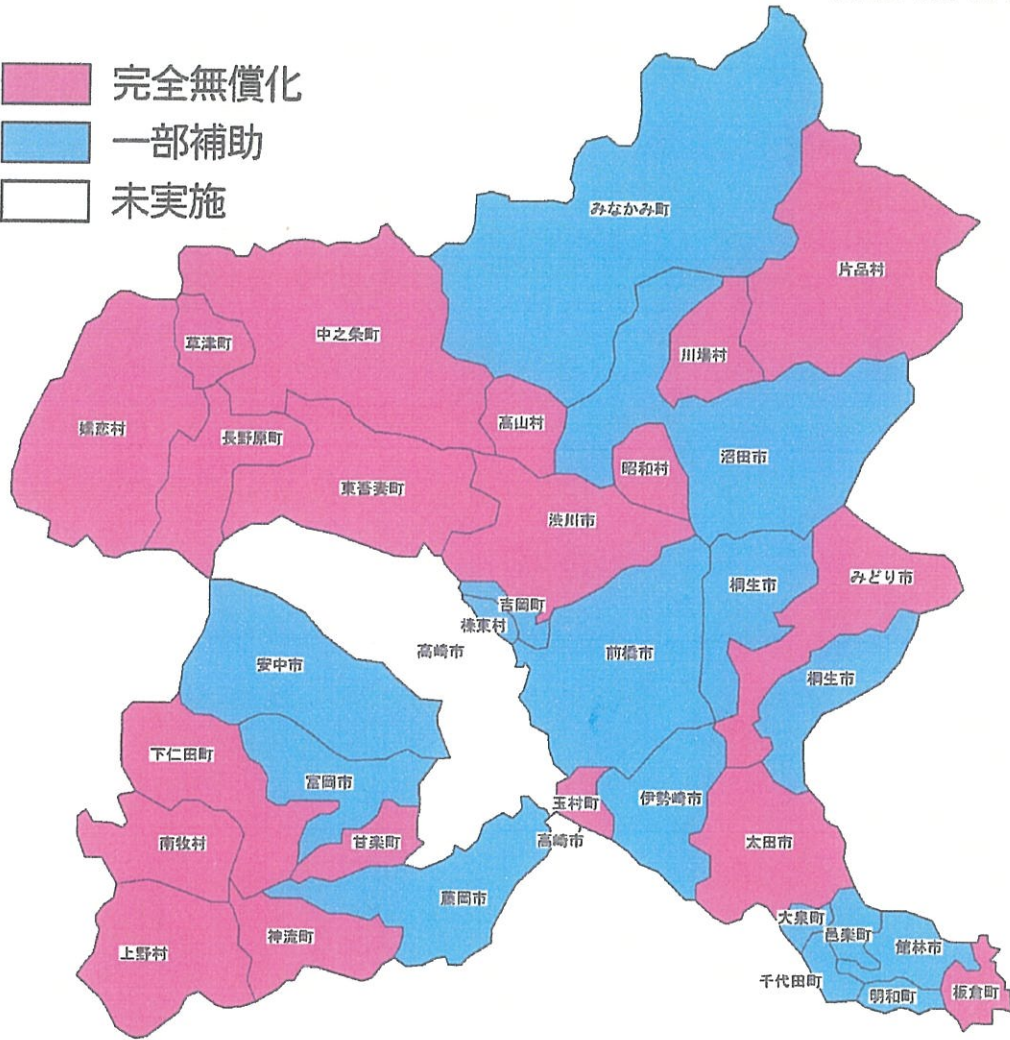 完全無償化
一部補助
未実施
みなかみ町
片品村
草津町
中之条町
川場村
嬬恋村
長野原町
高山村
昭和村
沼田市
東吾妻町
渋川市
みどり市
桐生市
吉岡町
榛東村
高崎市
前橋市
安中市
桐生市
下仁田町
富岡市
伊勢崎市
玉村町
高崎市
南牧村
甘楽町
太田市
藤岡市
大泉町
邑楽町
館林市
神流町
上野村
千代田町
明和町
板倉町